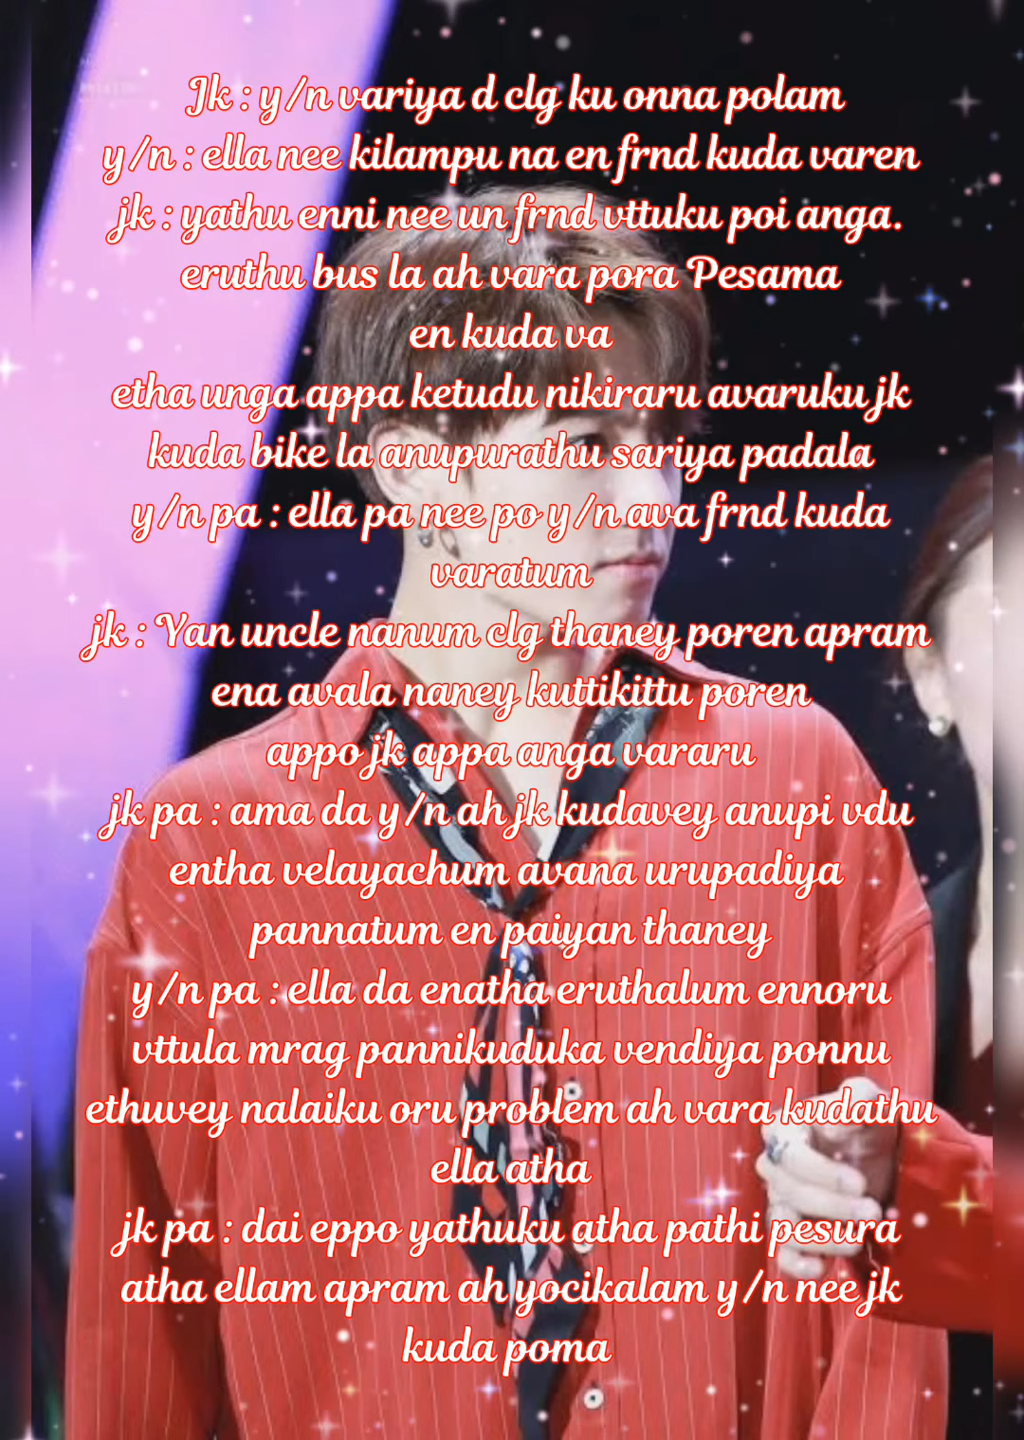 Jk : y/n variya d clg ku onna polam
y/n : ella nee kilampu na en frnd kuda varen
jk : yathu enni nee un frnd vttuku poi anga.
eruthu bus la ah vara pora Pesama
en kuda va
etha unga appa ketudu nikiraru avaruku jk
kuda bike la anupurathu sariya padala
y/n pa : ella pa nee po y/n ava frnd kuda
varatum
jk : Yan uncle nanum clg thaney poren apram
ena avala naney kuttikittu poren
appo jk appa anga vararu
jk pa : ama da y/n ah jk kudavey anupi vdu
entha velayachum avana urupadiya
pannatum en paiyan thaney
y/n pa : ella da enatha eruthalum ennoru
vttula mrag pannikuduka vendiya ponnu
ethuvey nalaiku oru problem ah vara kudathu
ella atha
jk pa : dai eppo yathuku atha pathi pesura
atha ellam apram ah yocikalam y/n nee jk
kuda poma